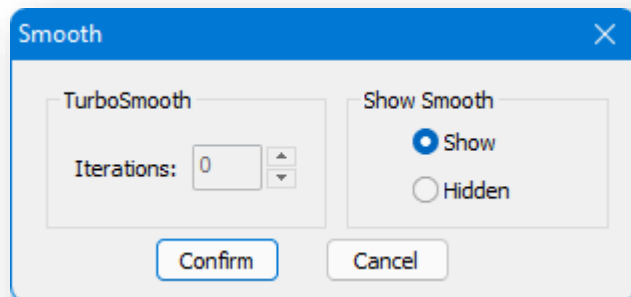 Smooth
TurboSmooth
Iterations: 0
Show Smooth
Show
Hidden
Confirm
Cancel